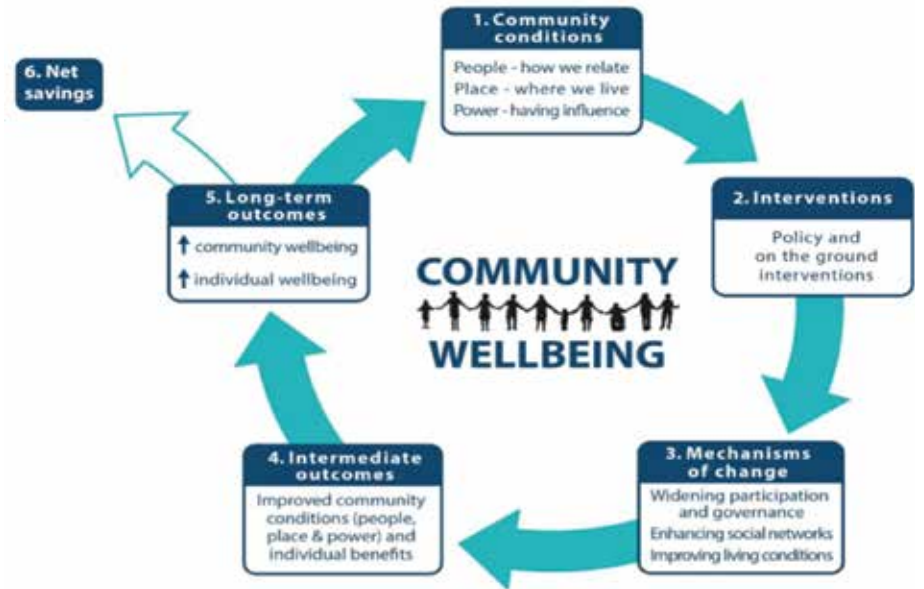 1. Community
conditions
People - how we relate
Place - where we live
Power - having influence
2. Interventions
Policy and
on the ground
interventions
3. Mechanisms
of change
Widening participation
and governance
Enhancing social networks
Improving living conditions
4. Intermediate
outcomes
Improved community
conditions (people,
place & power) and
individual benefits
5. Long-term
outcomes
↑ community wellbeing
↑ individual wellbeing
6. Net
savings
COMMUNITY
WELLBEING